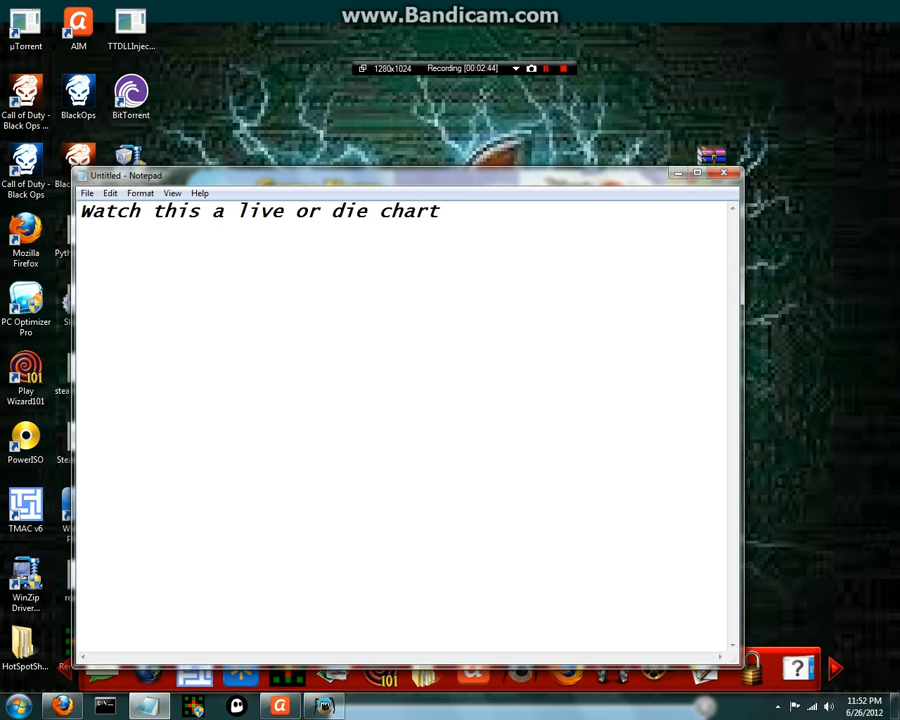 www.Bandicam.com
µTorrent
AIM
TTDLLInjec...
1280x1024 Recording [00:02:44]
Call of Duty -
Black Ops ...
BlackOps
BitTorrent
Call of Duty -
Black Ops
Untitled - Notepad
File Edit Format View Help
Watch this a live or die chart
Mozilla
Firefox
PC Optimizer
Pro
Play
Wizard101
101
PowerISO
TMAC v6
WinZip
Driver...
HotSpotSh...
101
11:52 PM
6/26/2012